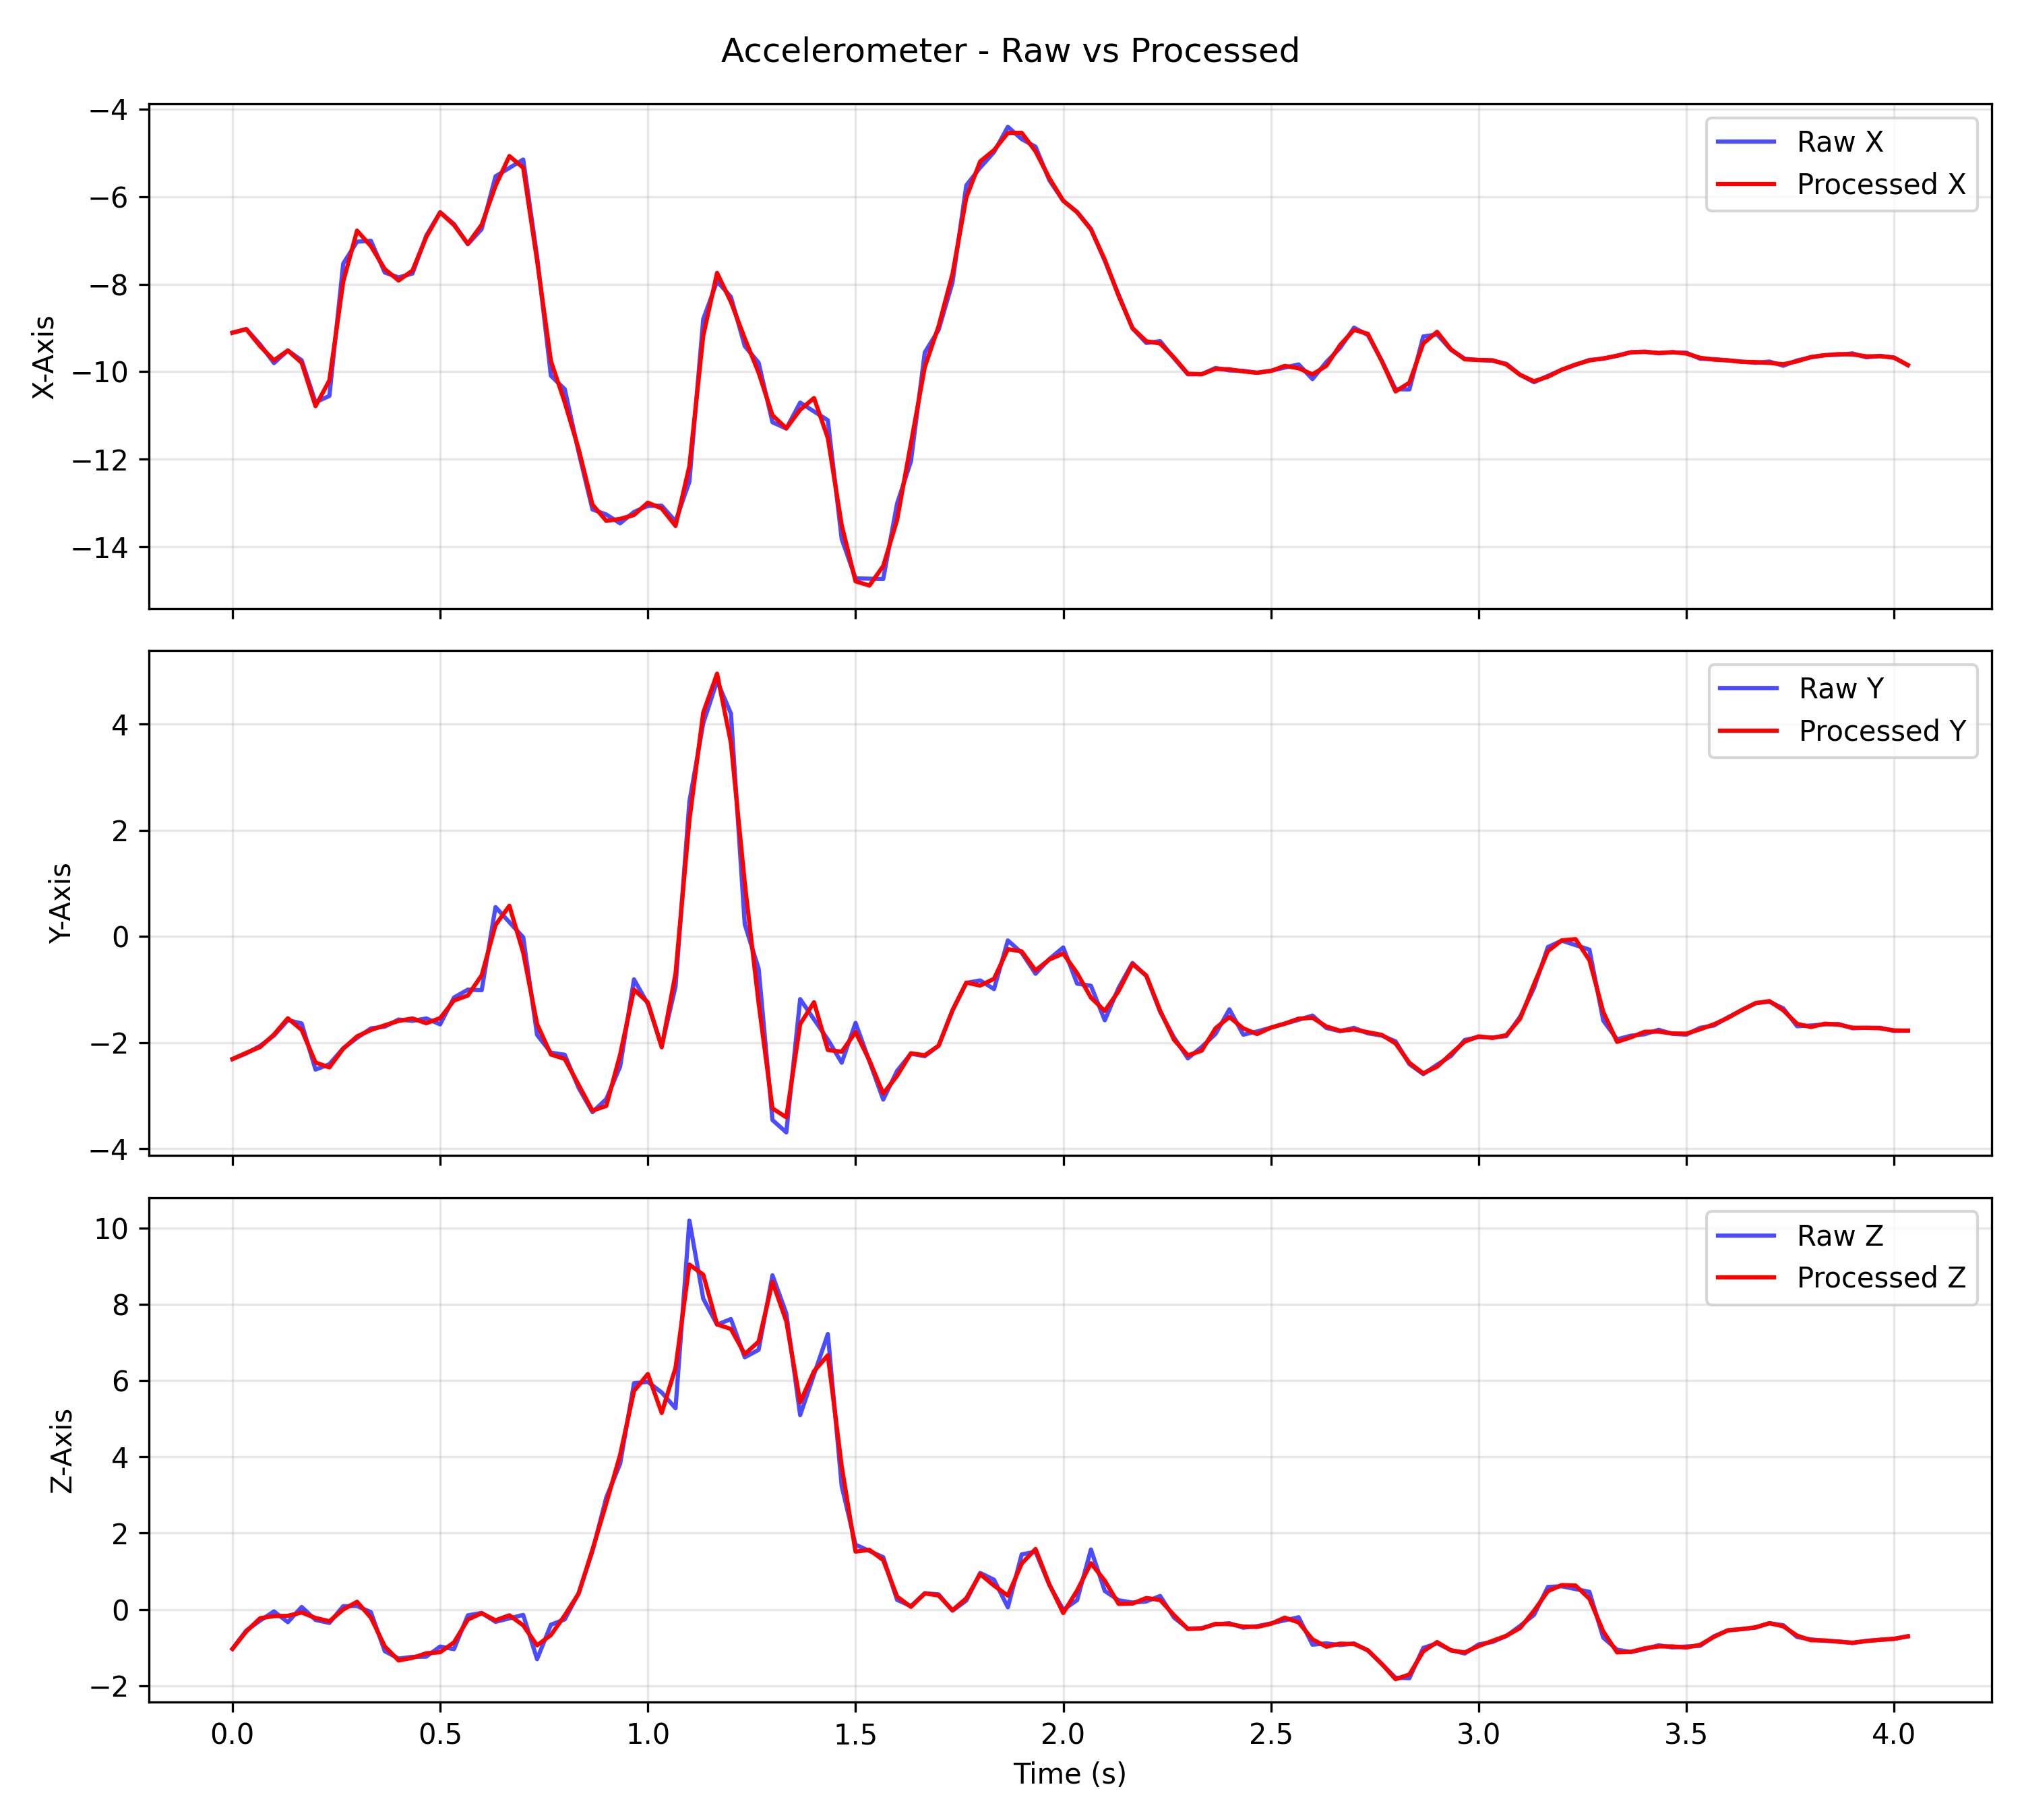 Accelerometer - Raw vs Processed
−4
−6
−8
−10
−12
−14
X-Axis
Raw X
Processed X
4
2
0
−2
−4
Y-Axis
Raw Y
Processed Y
10
8
6
4
2
0
−2
Z-Axis
Raw Z
Processed Z
0.0 0.5 1.0 1.5 2.0 2.5 3.0 3.5 4.0
Time (s)